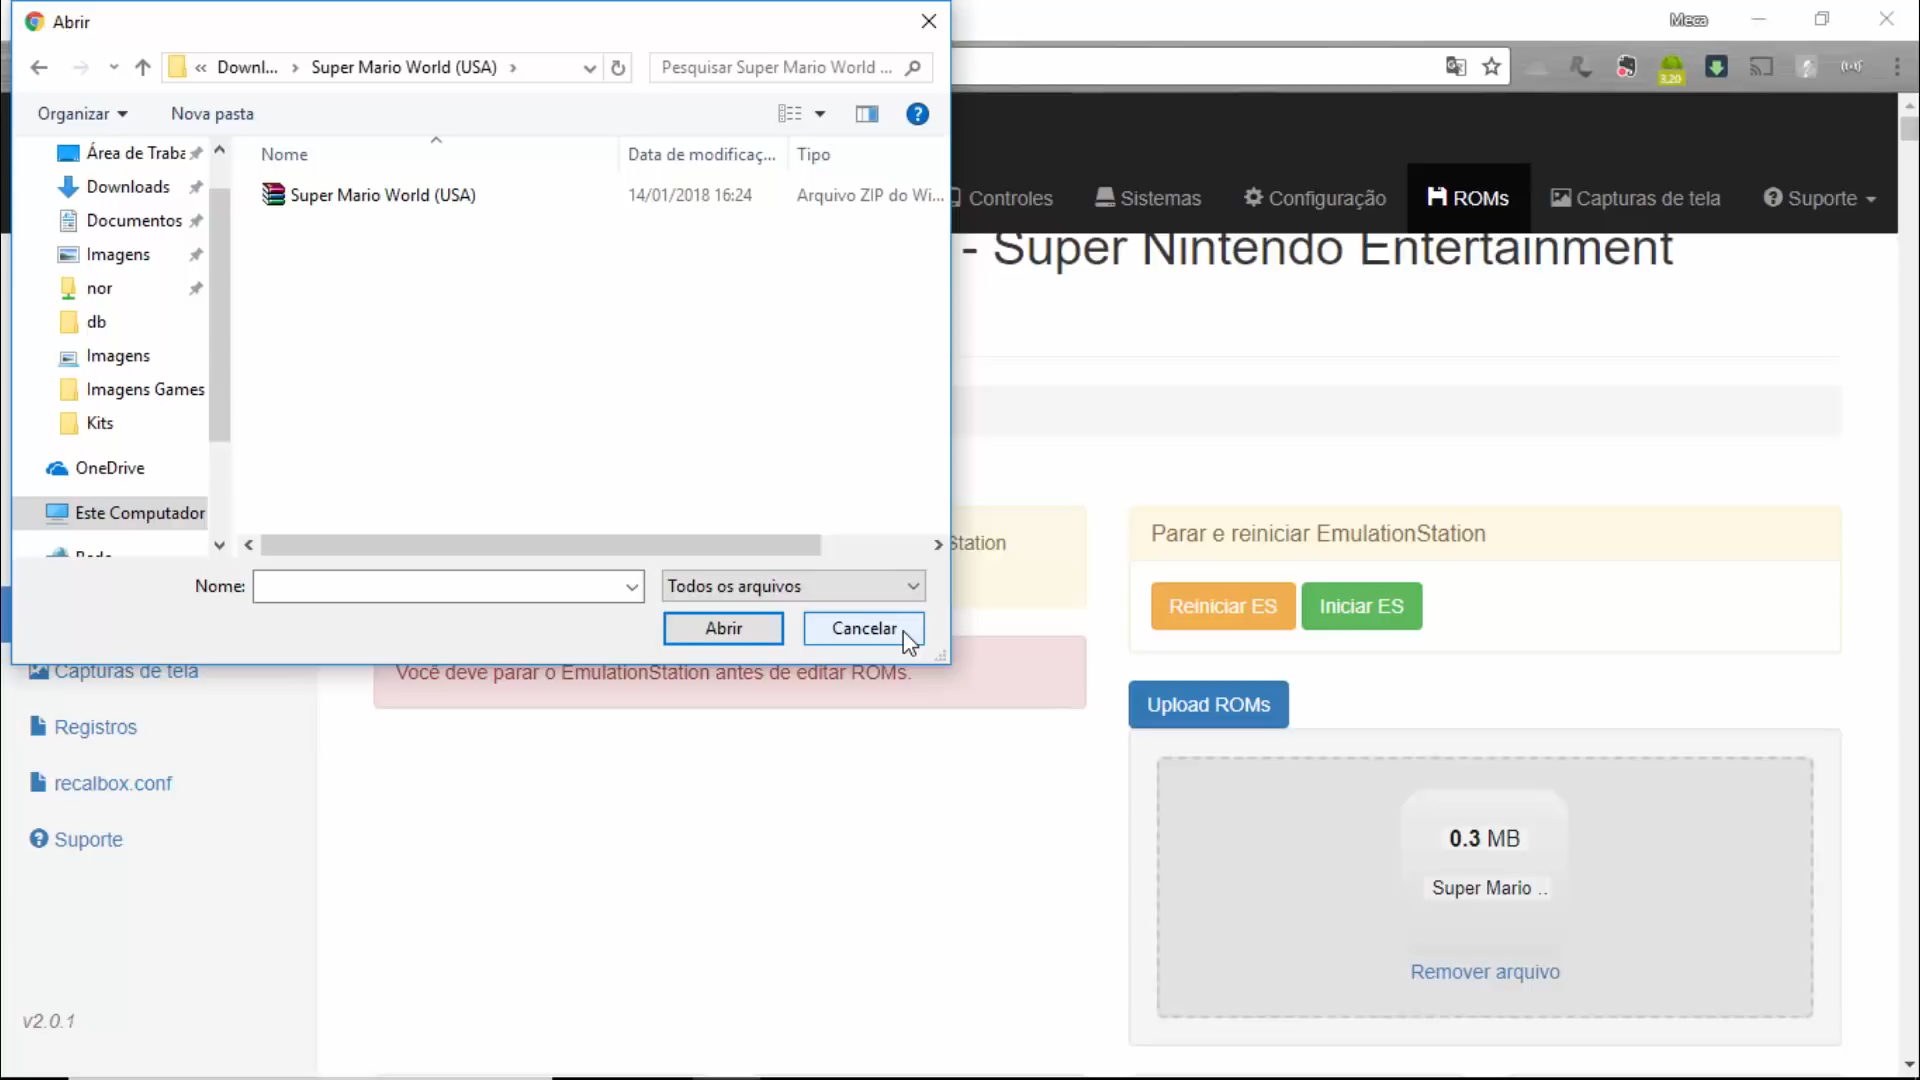 Abrir
Meca
Downl...
Super Mario World (USA)
Pesquisar Super Mario World ...
3.20
Organizar
Nova pasta
Nome
Data de modificaç...
Tipo
Super Mario World (USA)
14/01/2018 16:24
Arquivo ZIP do Wi...
Área de Traba
Downloads
Documentos
Imagens
nor
db
Imagens
Imagens Games
Kits
OneDrive
Este Computador
Nome:
Todos os arquivos
Abrir
Cancelar
Controles
Sistemas
Configuração
ROMs
Capturas de tela
Suporte
- Super Nintendo Entertainment
Station
Parar e reiniciar EmulationStation
Reiniciar ES
Iniciar ES
Você deve parar o EmulationStation antes de editar ROMs.
Upload ROMs
0.3 MB
Super Mario ..
Remover arquivo
Capturas de tela
Registros
recalbox.conf
Suporte
v2.0.1